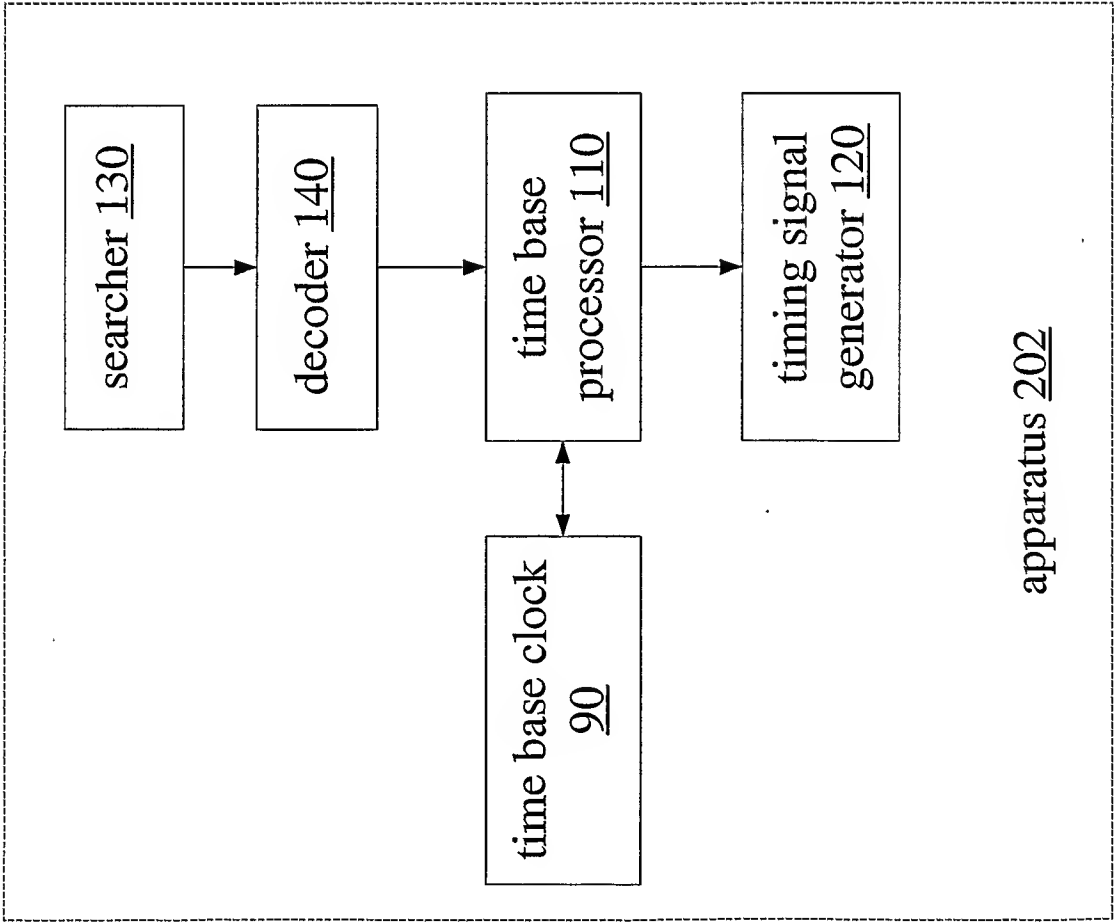 searcher 130
decoder 140
time base
processor 110
timing signal
generator 120
time base clock
90
apparatus 202